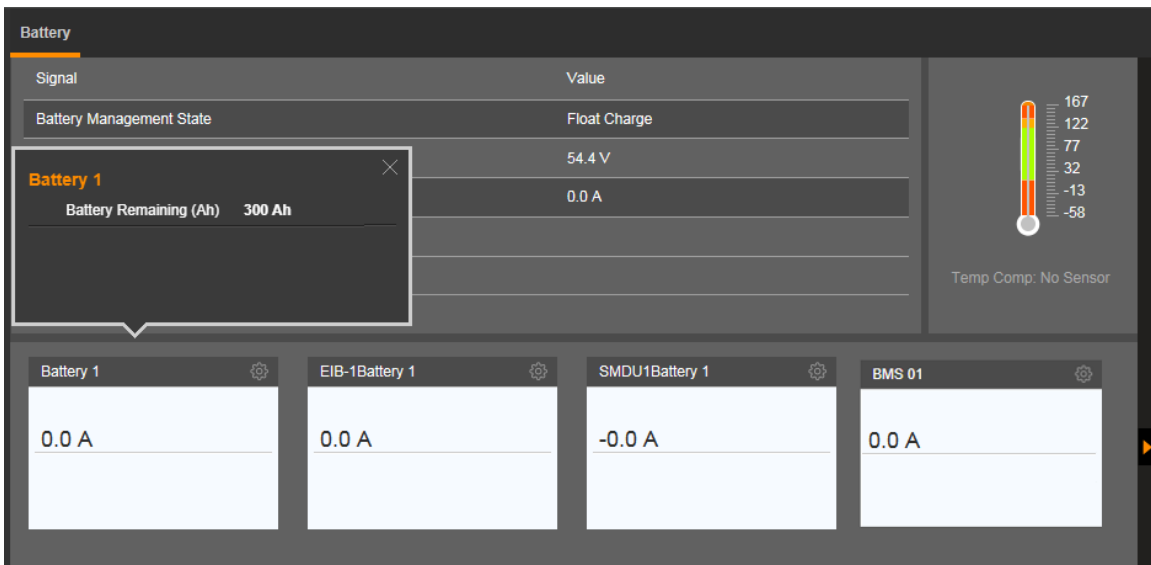 Battery
Signal Value
Battery Management State Float Charge
54.4 V
0.0 A
Battery 1
Battery Remaining (Ah) 300 Ah
167
122
77
32
-13
-58
Temp Comp: No Sensor
Battery 1
0.0 A
EIB-1Battery 1
0.0 A
SMDU1Battery 1
-0.0 A
BMS 01
0.0 A